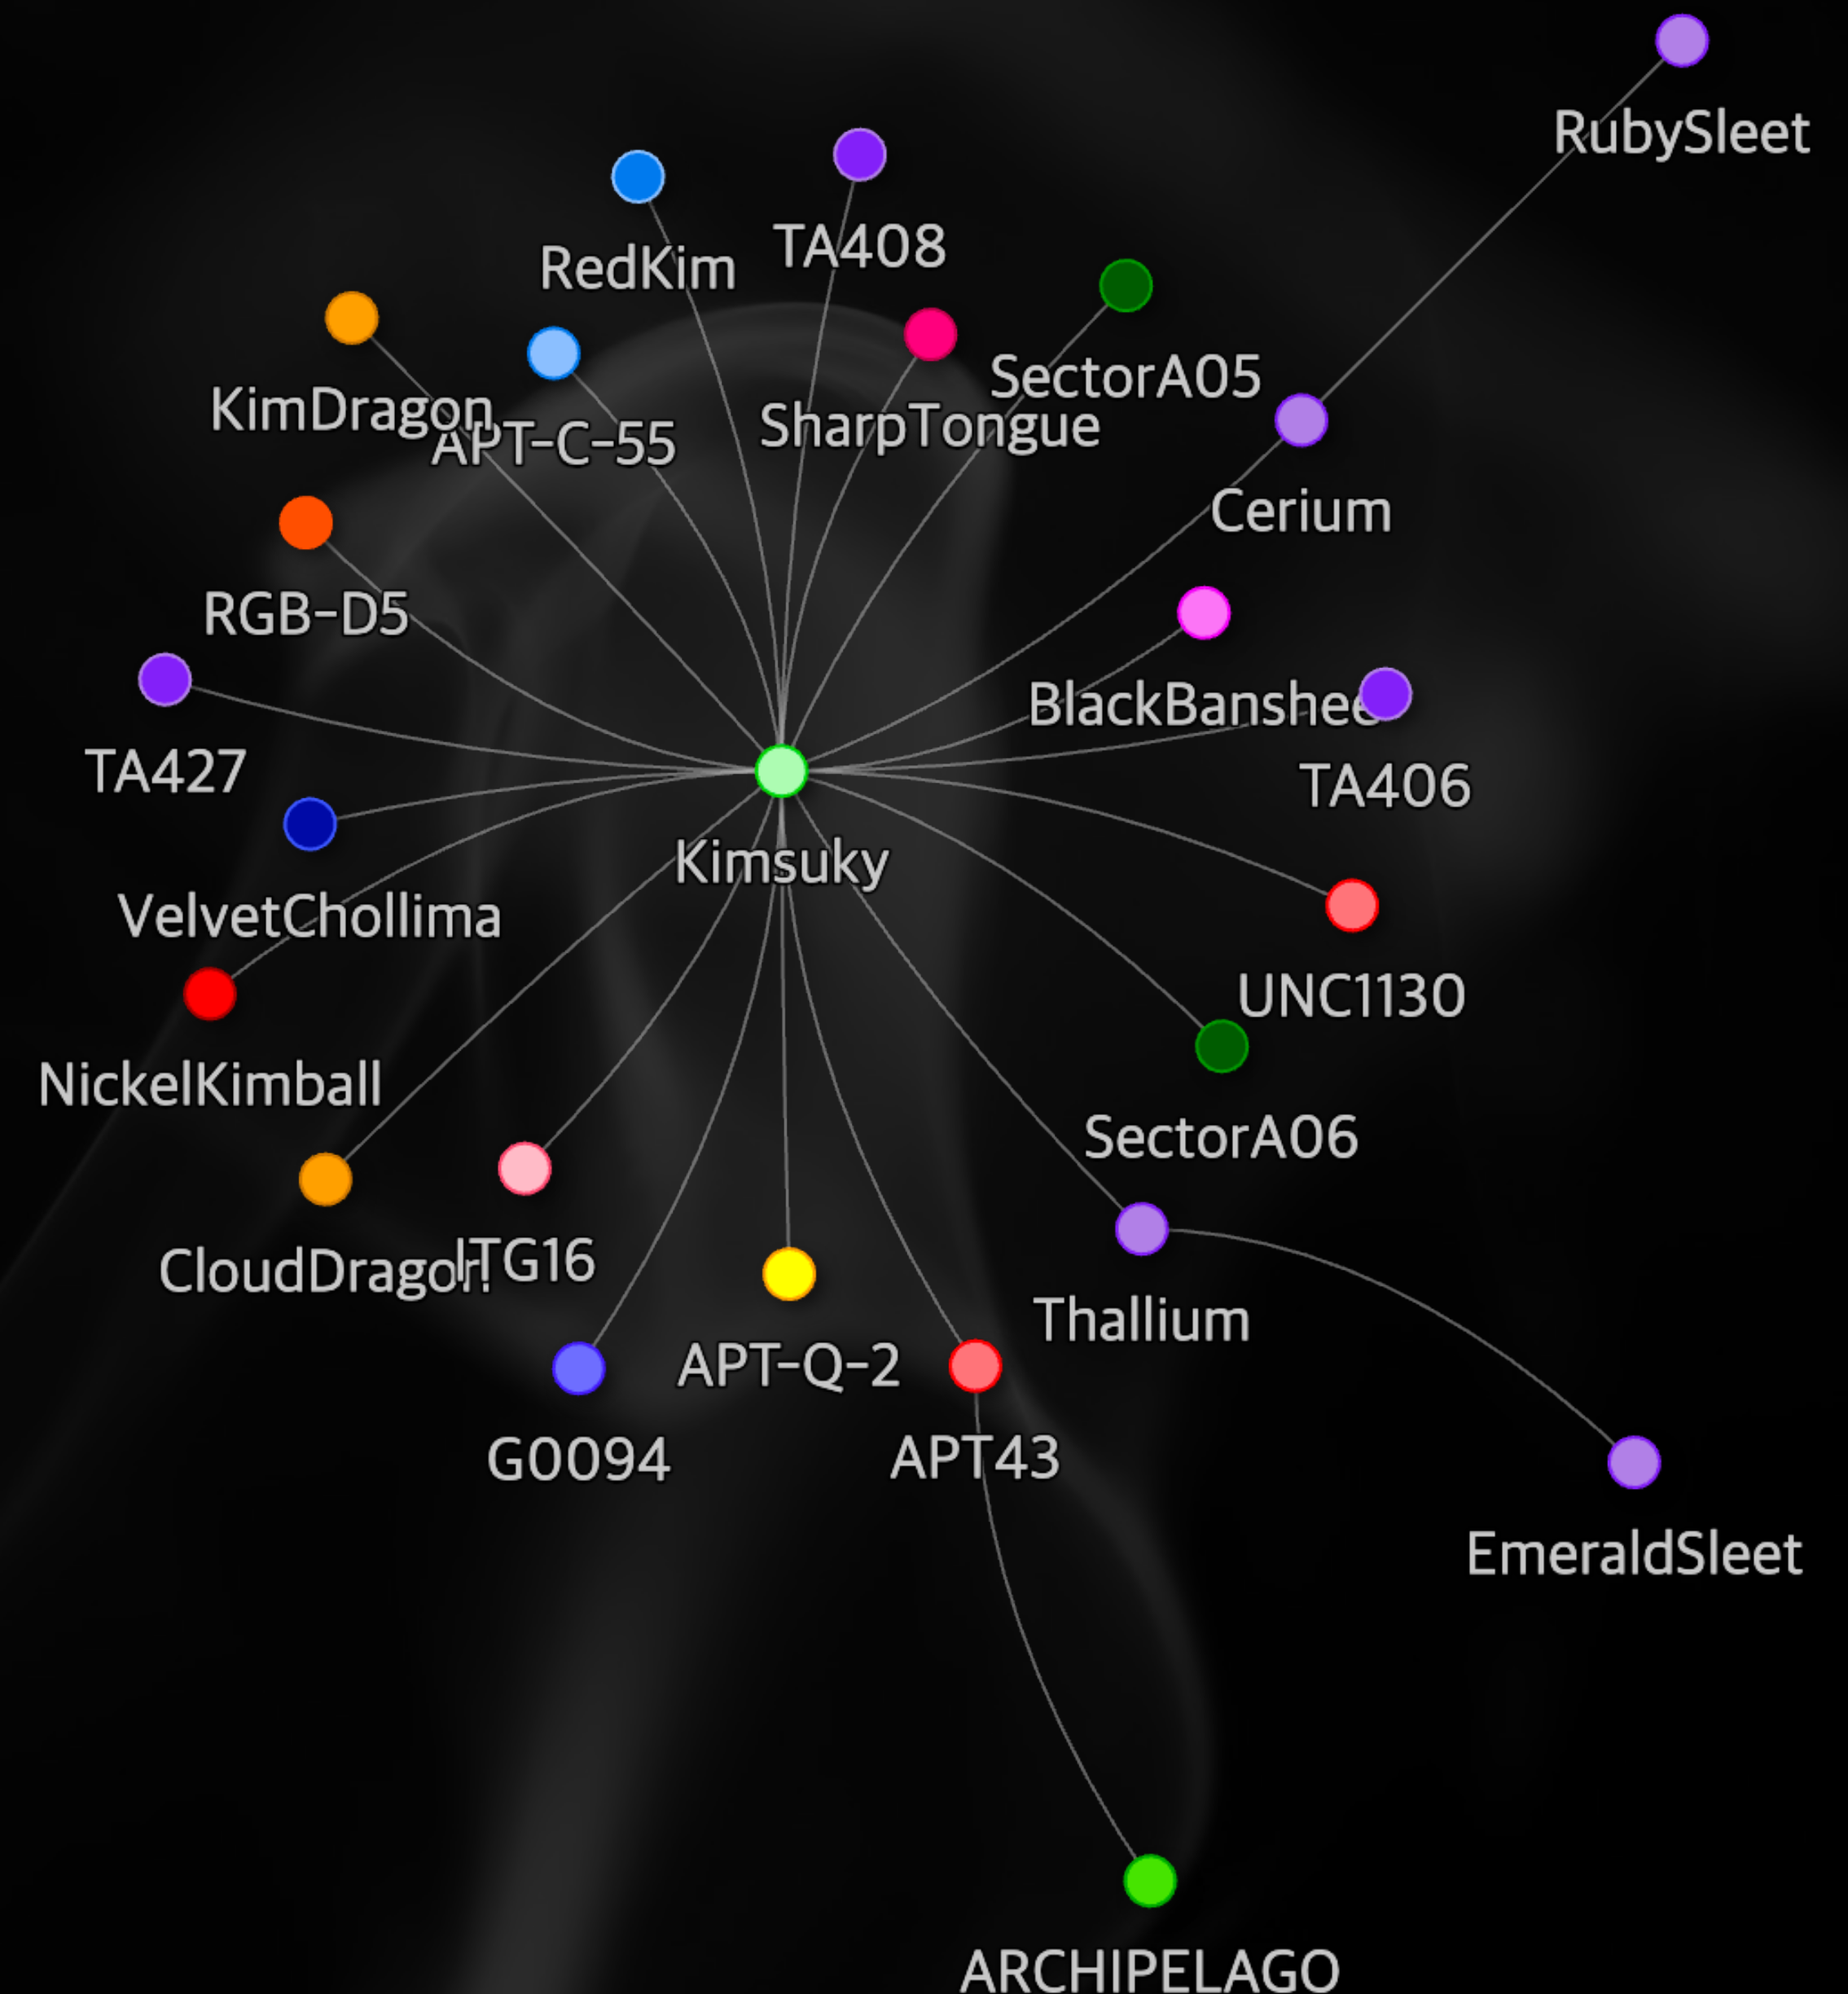 RubySleet
TA408
RedKim
SectorA05
KimDragon
SharpTongue
APT-C-55
Cerium
RGB-D5
BlackBanshee
TA427
TA406
Kimsuky
VelvetChollima
UNC1130
NickelKimball
SectorA06
ITG16
CloudDragon
Thallium
APT-Q-2
G0094
APT43
EmeraldSleet
ARCHIPELAGO